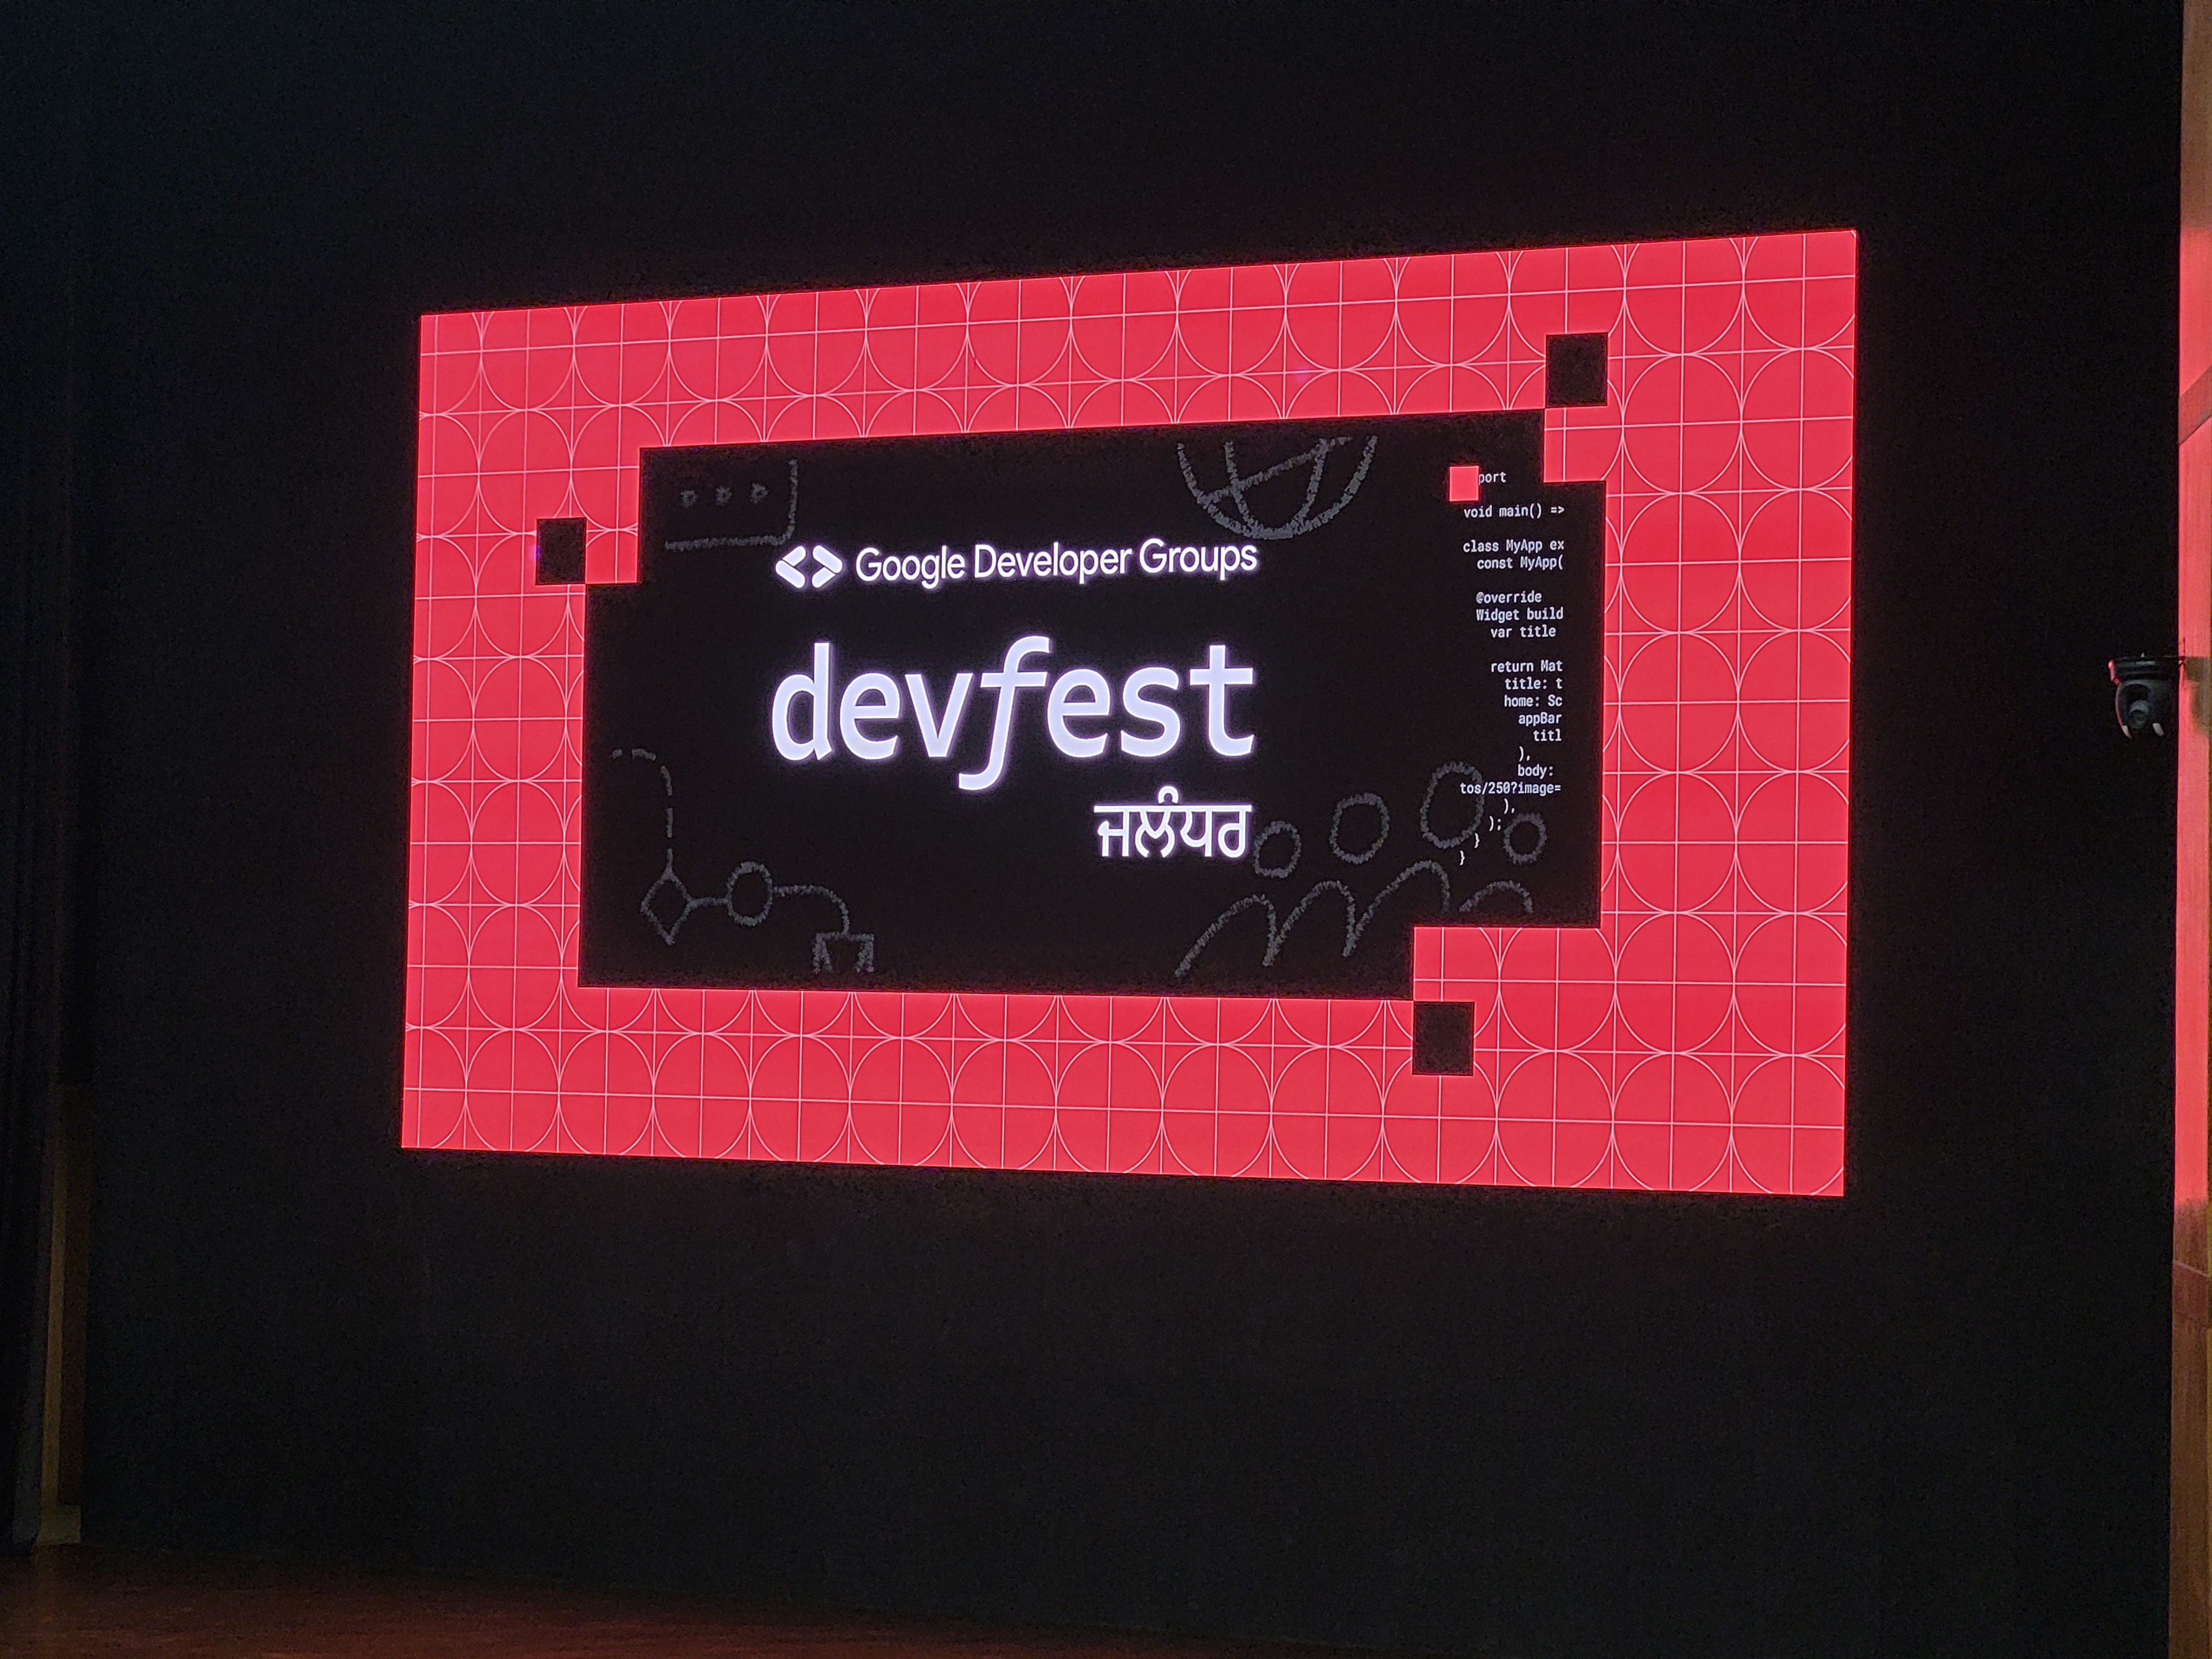 Google Developer Groups
devfest
ਜਲੰਧਰ
port
void main() =>
class MyApp ex
const MyApp(
@override
Widget build
var title
return Mat
title: t
home: Sc
appBar
titl
),
body:
tos/250?image=
),
);
}
}